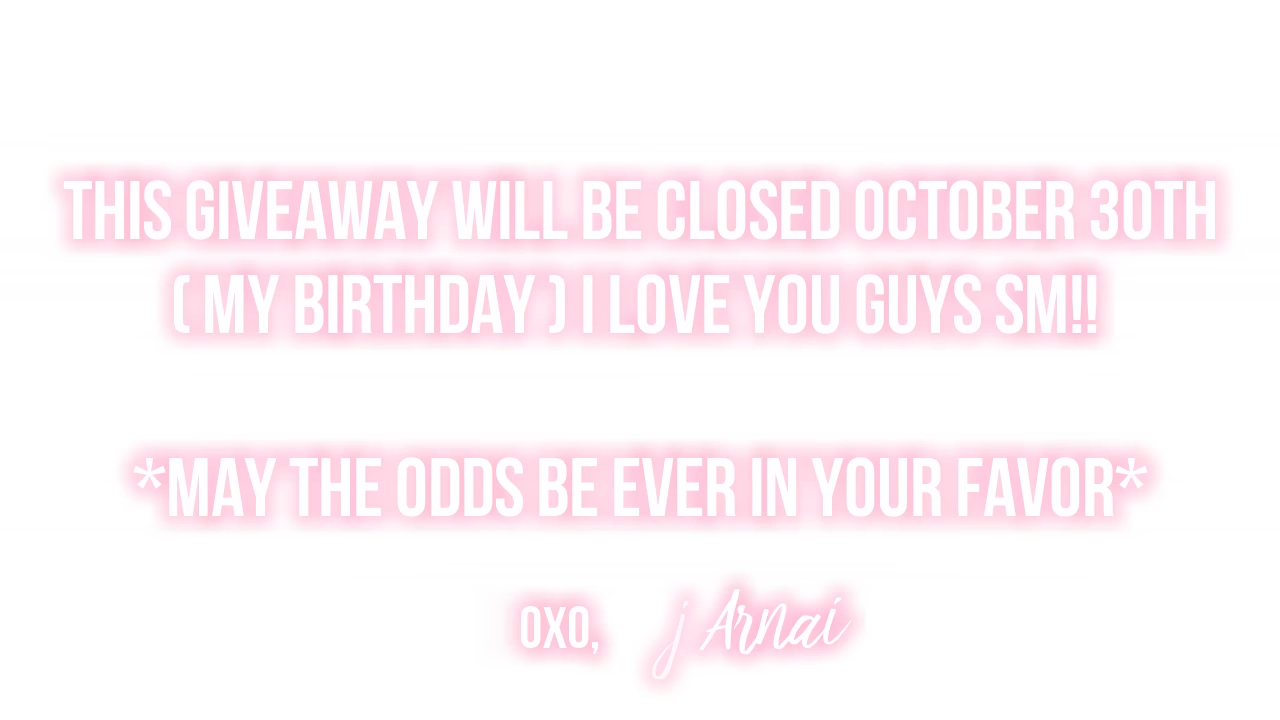 THIS GIVEAWAY WILL BE CLOSED OCTOBER 30TH
( MY BIRTHDAY ) I LOVE YOU GUYS SM!!
*MAY THE ODDS BE EVER IN YOUR FAVOR*
OXO, j Arnai